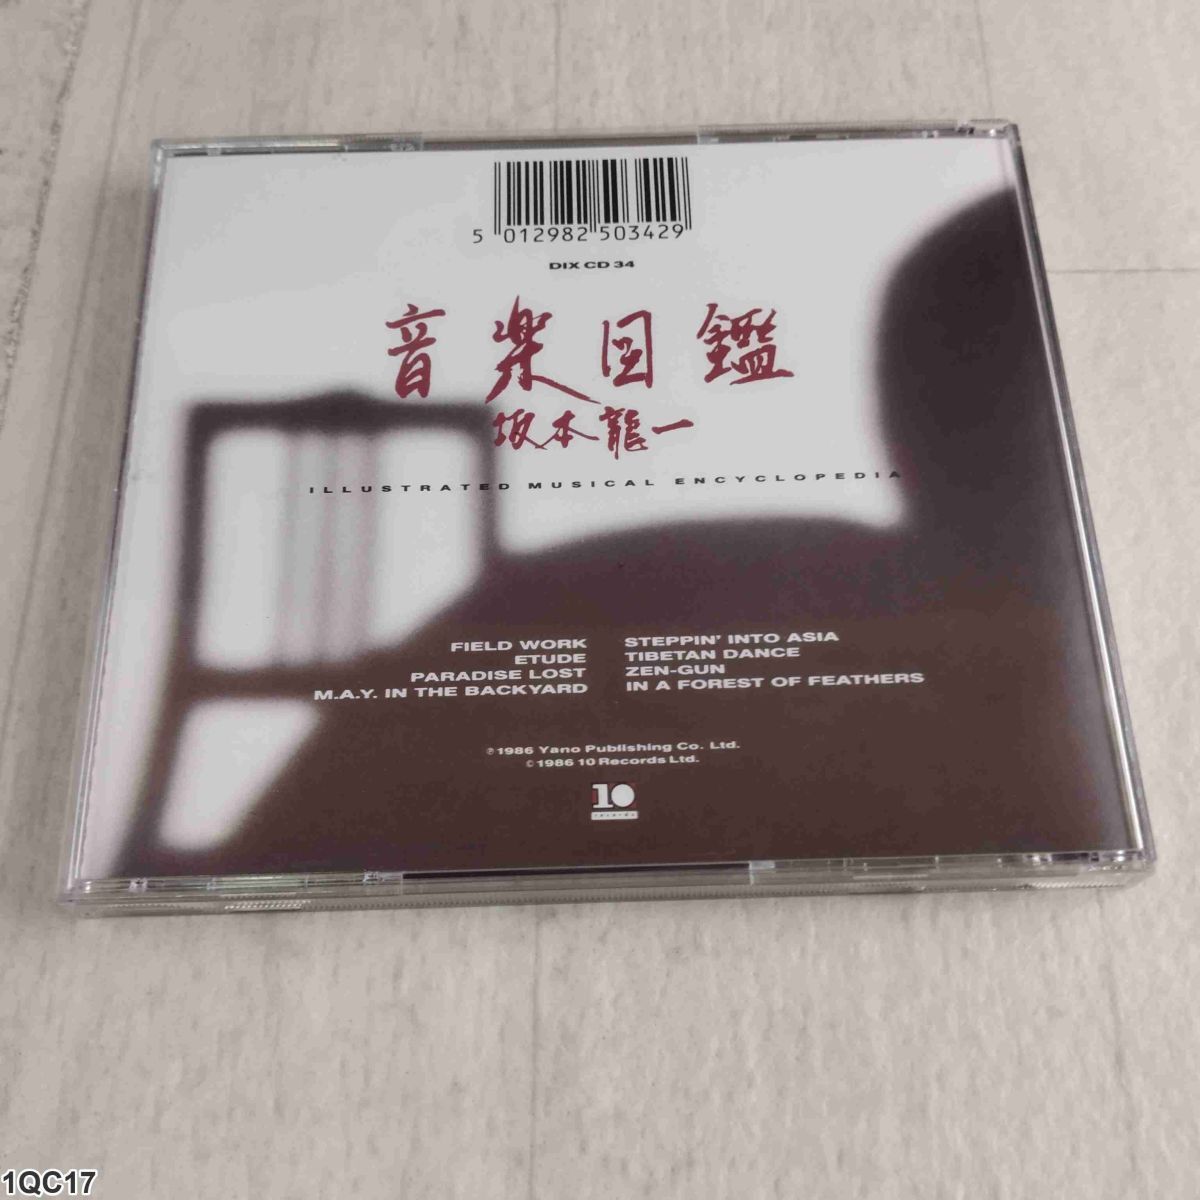 5 012982 503429
DIX CD 34
音楽図鑑
坂本龍一
ILLUSTRATED MUSICAL ENCYCLOPEDIA
FIELD WORK
ETUDE
PARADISE LOST
M.A.Y. IN THE BACKYARD
STEPPIN' INTO ASIA
TIBETAN DANCE
ZEN-GUN
IN A FOREST OF FEATHERS
℗1986 Yano Publishing Co. Ltd.
©1986 10 Records Ltd.
10
records
1QC17